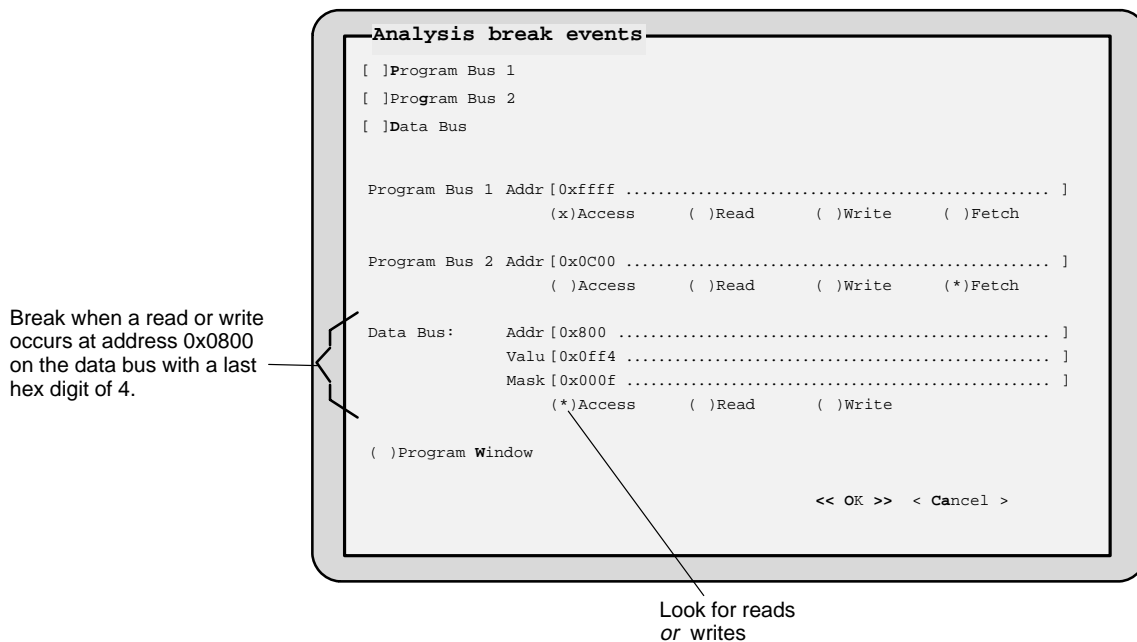 Analysis break events
[ ]Program Bus 1
[ ]Program Bus 2
[ ]Data Bus
Program Bus 1 Addr [0xffff .................................................... ]
(x)Access ( )Read ( )Write ( )Fetch
Program Bus 2 Addr [0x0C00 .................................................... ]
( )Access ( )Read ( )Write (*)Fetch
Data Bus: Addr [0x800 ..................................................... ]
Valu [0x0ff4 .................................................... ]
Mask [0x000f .................................................... ]
(*)Access ( )Read ( )Write
( )Program Window
<< OK >> < Cancel >
Break when a read or write
occurs at address 0x0800
on the data bus with a last
hex digit of 4.
Look for reads
or writes